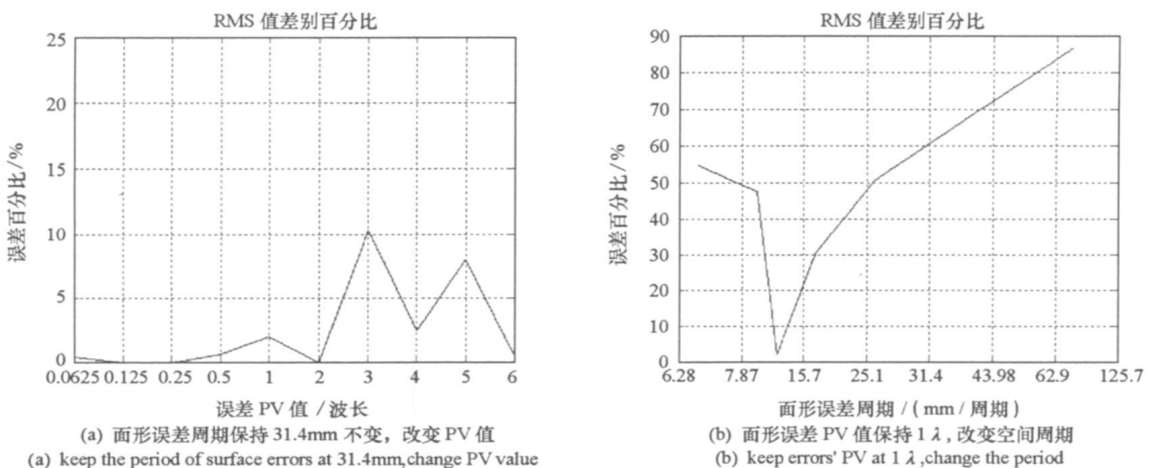 RMS 值差别百分比
25
20
15
10
5
0
误差百分比/%
0.0625 0.125 0.25 0.5 1 2 3 4 5 6
误差 PV 值 / 波长
(a) 面形误差周期保持 31.4mm 不变，改变 PV 值
(a) keep the period of surface errors at 31.4mm,change PV value
RMS 值差别百分比
90
80
70
60
50
40
30
20
10
0
误差百分比/%
6.28 7.87 15.7 25.1 31.4 43.98 62.9 125.7
面形误差周期 / ( mm / 周期)
(b) 面形误差 PV 值保持 1 λ, 改变空间周期
(b) keep errors' PV at 1 λ ,change the period